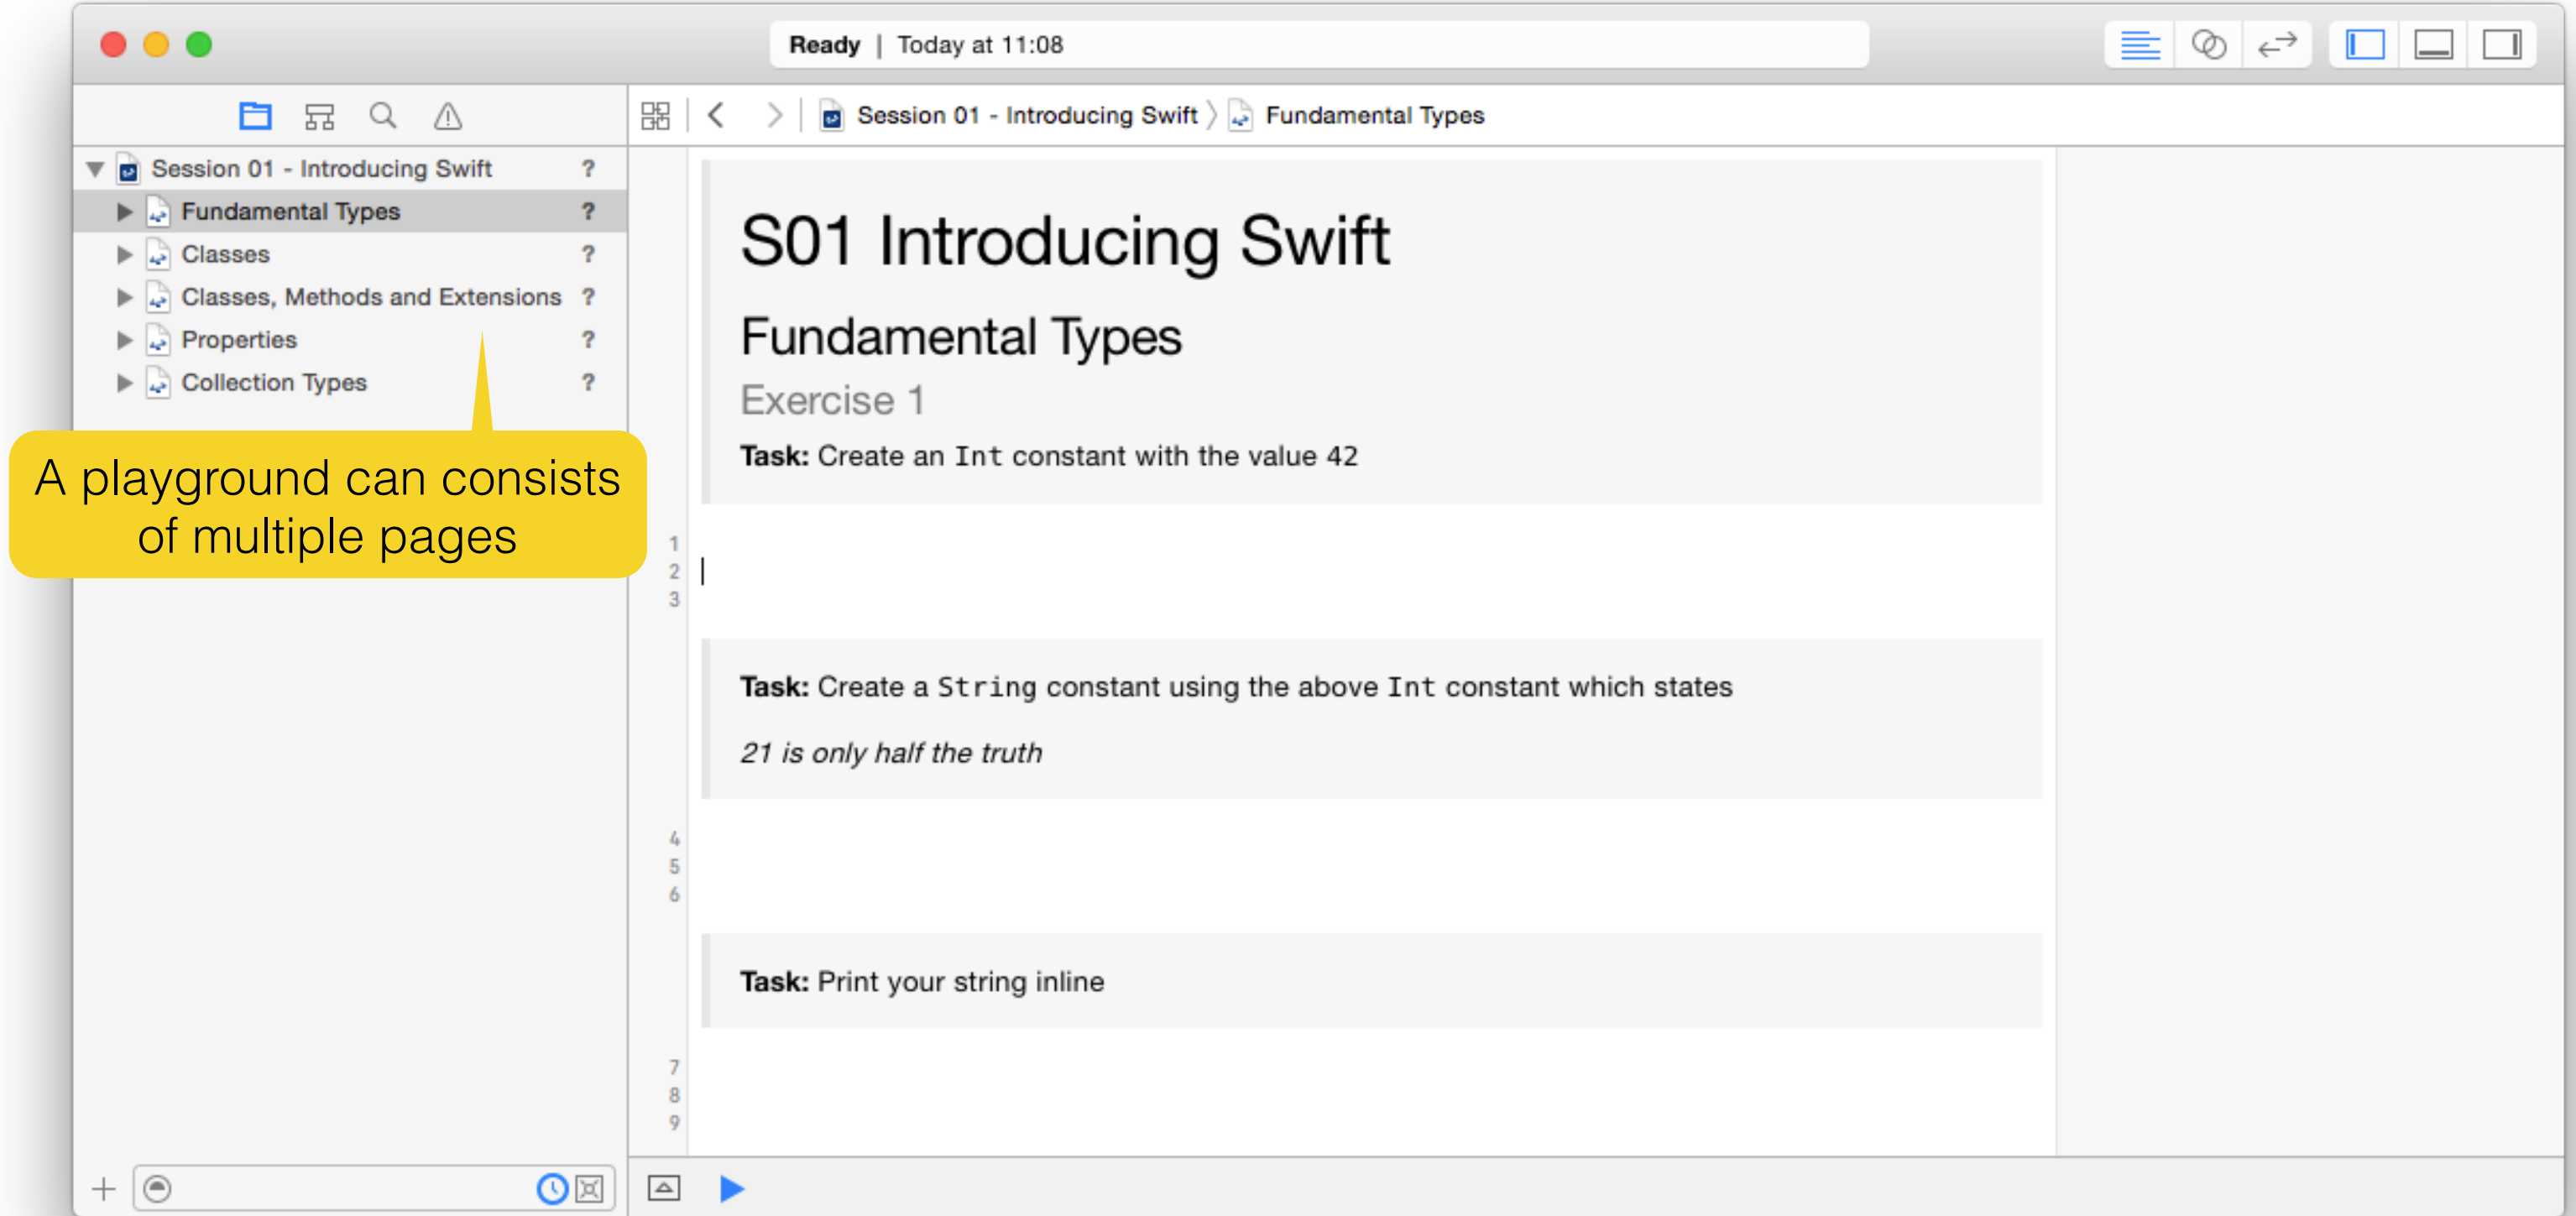 Ready | Today at 11:08
Session 01 - Introducing Swift 〉 Fundamental Types
Session 01 - Introducing Swift ?
Fundamental Types ?
Classes ?
Classes, Methods and Extensions ?
Properties ?
Collection Types ?
A playground can consists
of multiple pages
S01 Introducing Swift
Fundamental Types
Exercise 1
Task: Create an Int constant with the value 42
1
2
3
Task: Create a String constant using the above Int constant which states
21 is only half the truth
4
5
6
Task: Print your string inline
7
8
9